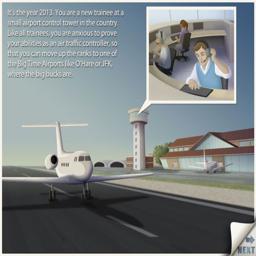 It's the year 2013. You are a new trainee at a
small airport control tower in the country.
Like all trainees, you are anxious to prove
your abilities as an air traffic controller, so
that you can move up the ranks to one of
the Big Time Airports like O'Hare or JFK,
where the big bucks are.
NEXT